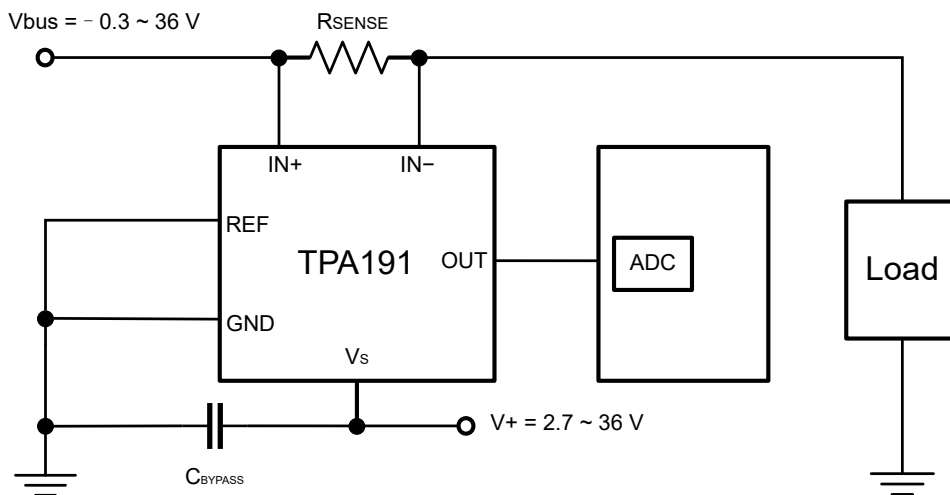 Vbus = − 0.3 ~ 36 V
RSENSE
IN+
IN−
REF
TPA191
OUT
ADC
Load
GND
Vs
V+ = 2.7 ~ 36 V
CBYPASS